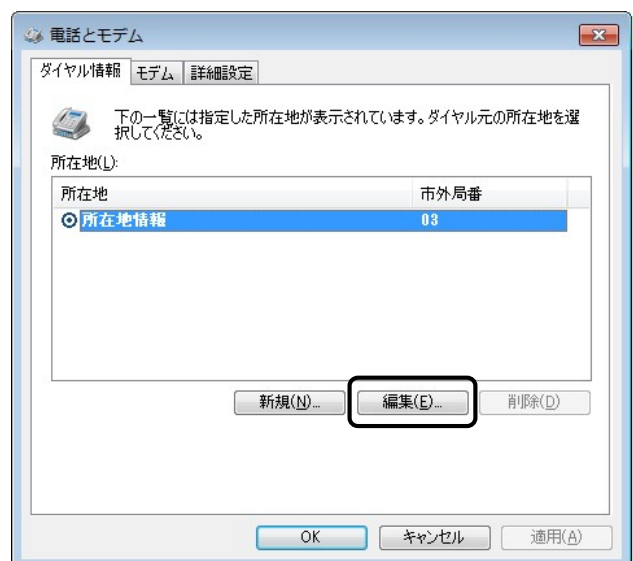 電話とモデム
ダイヤル情報 モデム 詳細設定
下の一覧には指定した所在地が表示されています。ダイヤル元の所在地を選
択してください。
所在地(L):
所在地 市外局番
所在地情報 03
新規(N)... 編集(E)... 削除(D)
OK キャンセル 適用(A)